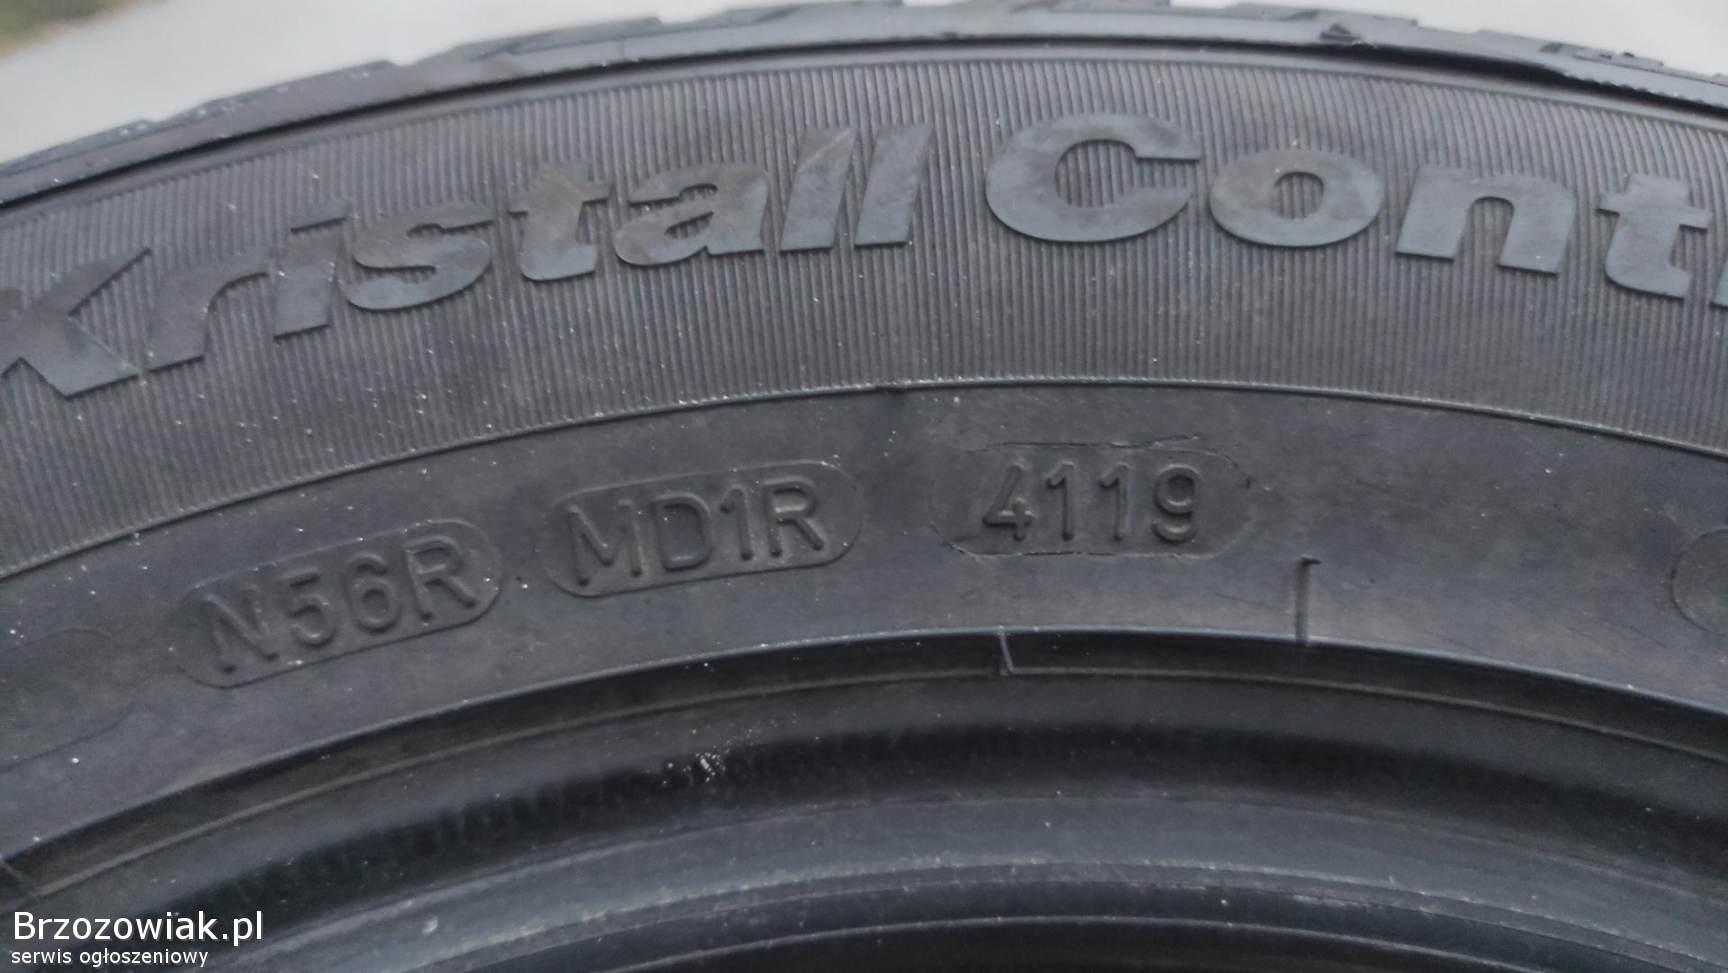 Kristall Cont
N56R MD1R 4119
Brzozowiak.pl
serwis ogłoszeniowy